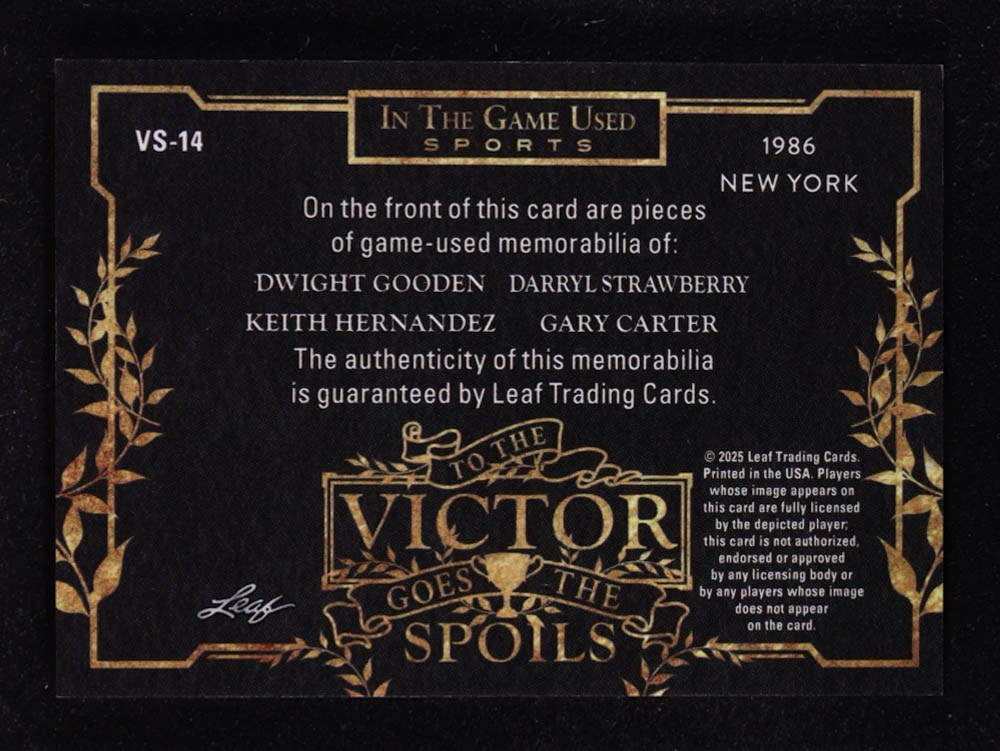 IN THE GAME USED
SPORTS
VS-14
1986
NEW YORK
On the front of this card are pieces
of game-used memorabilia of:
DWIGHT GOODEN DARRYL STRAWBERRY
KEITH HERNANDEZ GARY CARTER
The authenticity of this memorabilia
is guaranteed by Leaf Trading Cards.
TO THE
VICTOR
GOES THE
SPOILS
Leaf
© 2025 Leaf Trading Cards.
Printed in the USA. Players
whose image appears on
this card are fully licensed
by the depicted player;
this card is not authorized,
endorsed or approved
by any licensing body or
by any players whose image
does not appear
on the card.